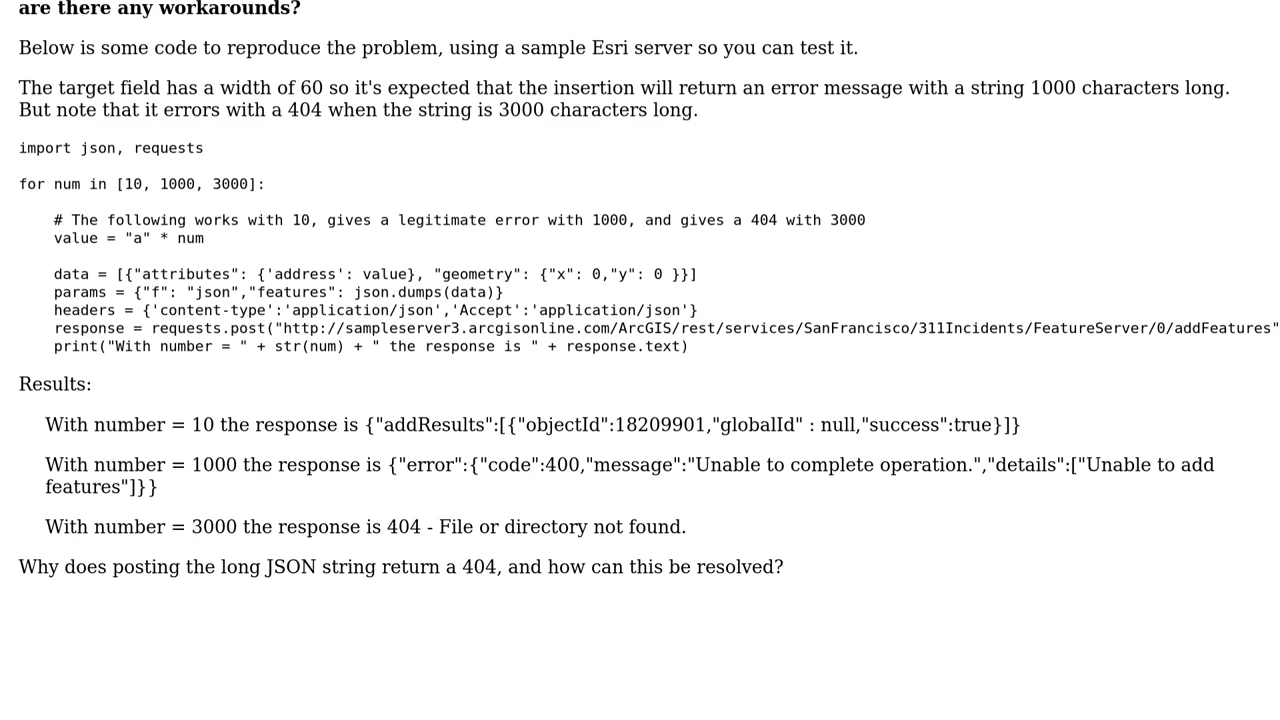 are there any workarounds?
Below is some code to reproduce the problem, using a sample Esri server so you can test it.
The target field has a width of 60 so it's expected that the insertion will return an error message with a string 1000 characters long.
But note that it errors with a 404 when the string is 3000 characters long.
import json, requests
for num in [10, 1000, 3000]:
    # The following works with 10, gives a legitimate error with 1000, and gives a 404 with 3000
    value = "a" * num
    data = [{"attributes": {'address': value}, "geometry": {"x": 0,"y": 0 }}]
    params = {"f": "json","features": json.dumps(data)}
    headers = {'content-type':'application/json','Accept':'application/json'}
    response = requests.post("http://sampleserver3.arcgisonline.com/ArcGIS/rest/services/SanFrancisco/311Incidents/FeatureServer/0/addFeatures"
    print("With number = " + str(num) + " the response is " + response.text)
Results:
With number = 10 the response is {"addResults":[{"objectId":18209901,"globalId" : null,"success":true}]}
With number = 1000 the response is {"error":{"code":400,"message":"Unable to complete operation.","details":["Unable to add
features"]}}
With number = 3000 the response is 404 - File or directory not found.
Why does posting the long JSON string return a 404, and how can this be resolved?